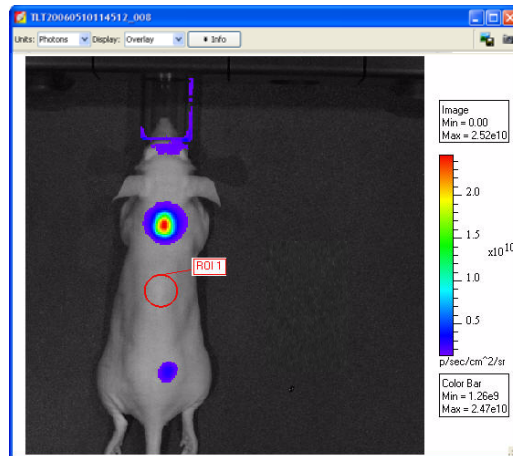 TLT20060510114512_008
Units: Photons Display: Overlay Info
Image
Min = 0.00
Max = 2.52e10
ROI 1
2.0
1.5
x10^10
1.0
0.5
p/sec/cm^2/sr
Color Bar
Min = 1.26e9
Max = 2.47e10